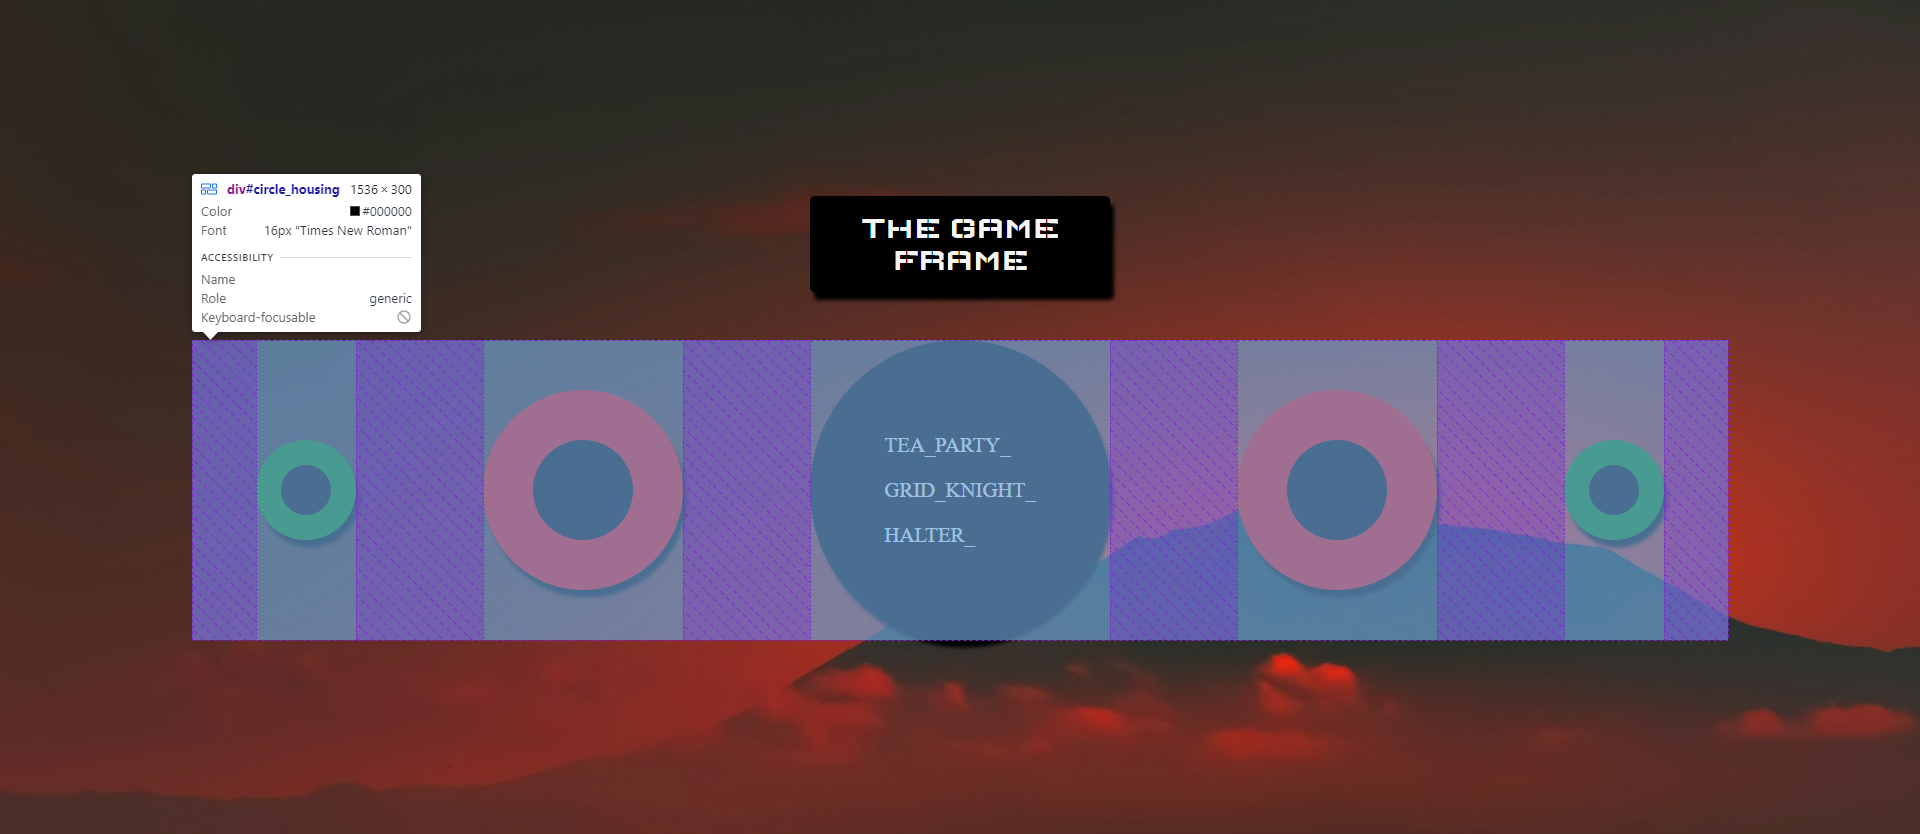 div#circle_housing 1536 × 300
Color #000000
Font 16px "Times New Roman"
ACCESSIBILITY
Name
Role generic
Keyboard-focusable
THE GAME
FRAME
TEA_PARTY_
GRID_KNIGHT_
HALTER_